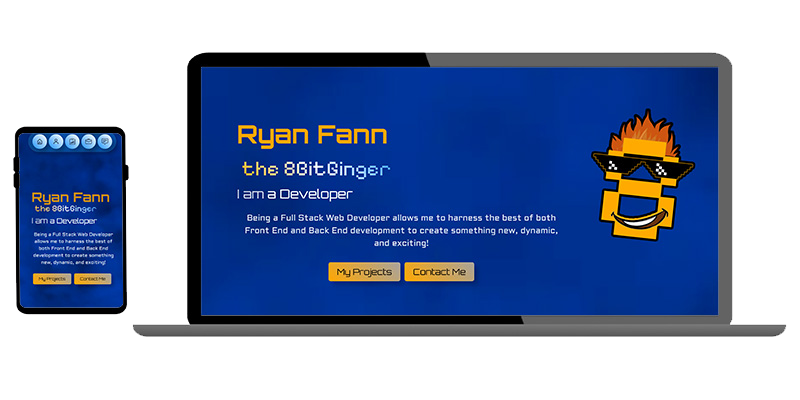 Ryan Fann
the 8BitGinger
I am a Developer
Being a Full Stack Web Developer
allows me to harness the best of
both Front End and Back End
development to create something
new, dynamic, and exciting!
My Projects Contact Me
Ryan Fann
the 8BitGinger
I am a Developer
Being a Full Stack Web Developer allows me to harness the best of both
Front End and Back End development to create something new, dynamic,
and exciting!
My Projects Contact Me